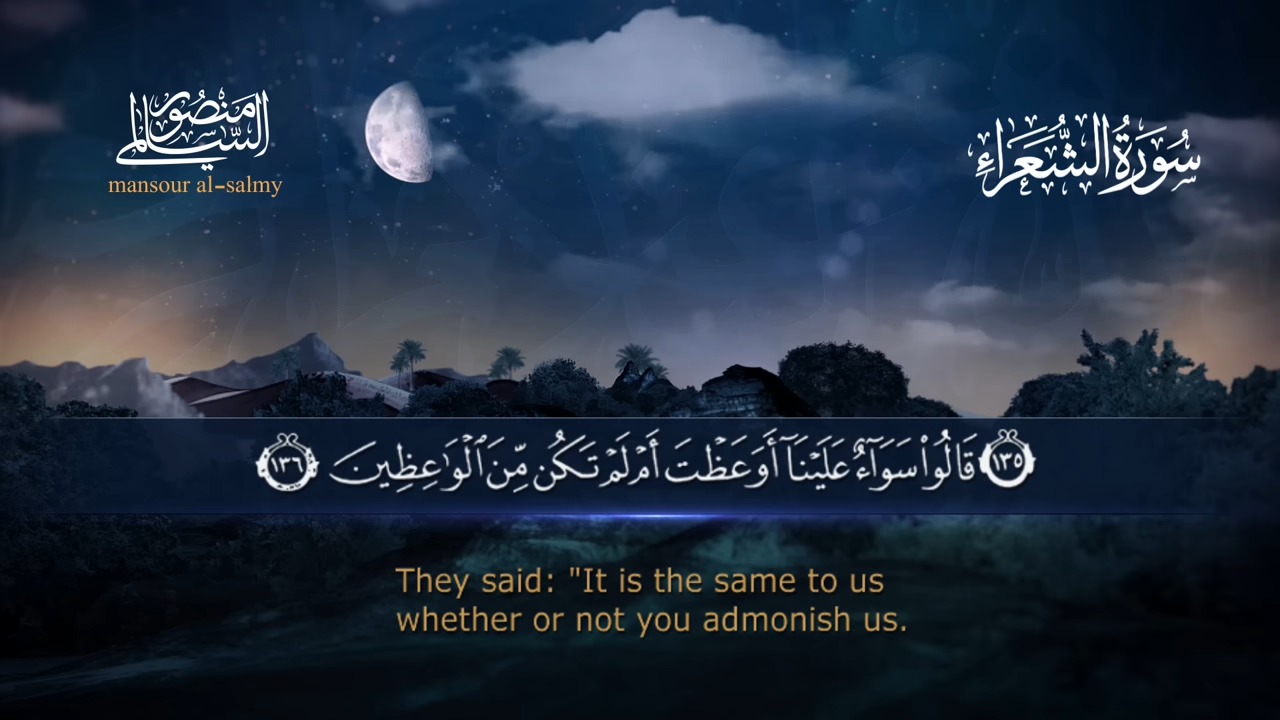 منصور السالمي
mansour al-salmy
سُورَةُ الشُّعَرَاءِ
١٣٥ قَالُوا۟ سَوَآءٌ عَلَيْنَآ أَوَعَظْتَ أَمْ لَمْ تَكُن مِّنَ ٱلْوَٰعِظِينَ ١٣٦
They said: "It is the same to us
whether or not you admonish us.